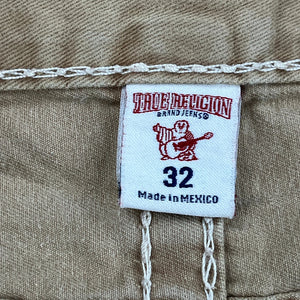 TRUE RELIGION
BRAND JEANS®
32
Made in MEXICO